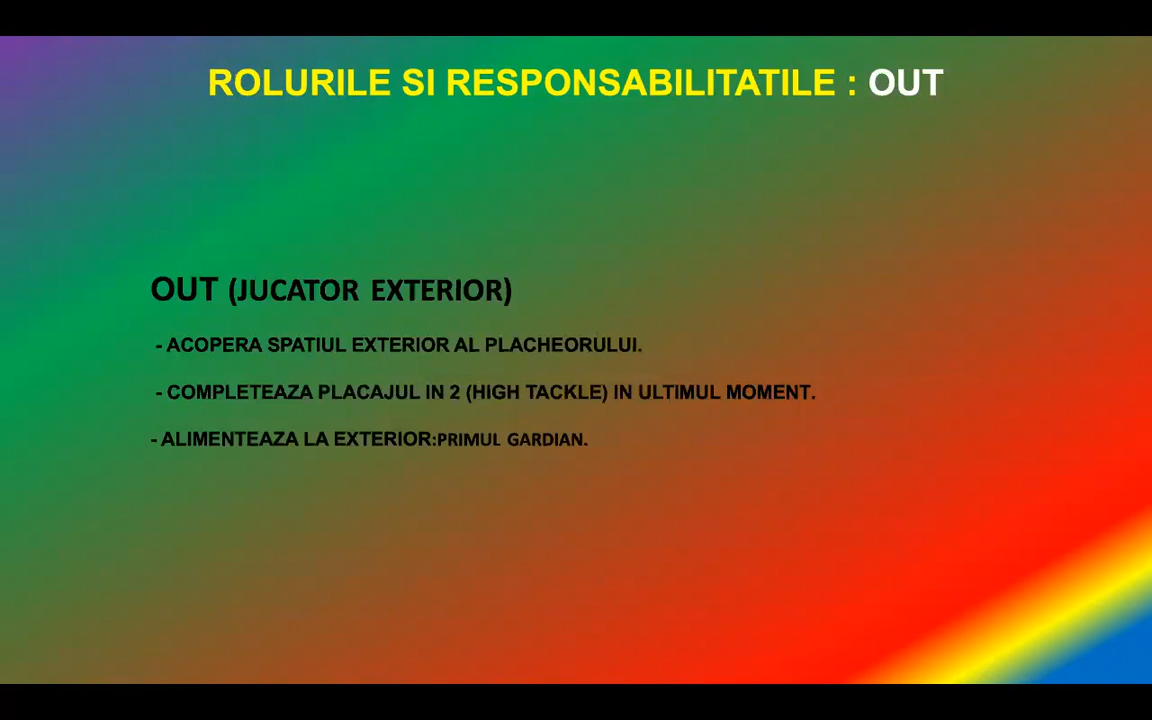 ROLURILE SI RESPONSABILITATILE : OUT
OUT (JUCATOR EXTERIOR)
- ACOPERA SPATIUL EXTERIOR AL PLACHEORULUI.
- COMPLETEAZA PLACAJUL IN 2 (HIGH TACKLE) IN ULTIMUL MOMENT.
- ALIMENTEAZA LA EXTERIOR:PRIMUL GARDIAN.